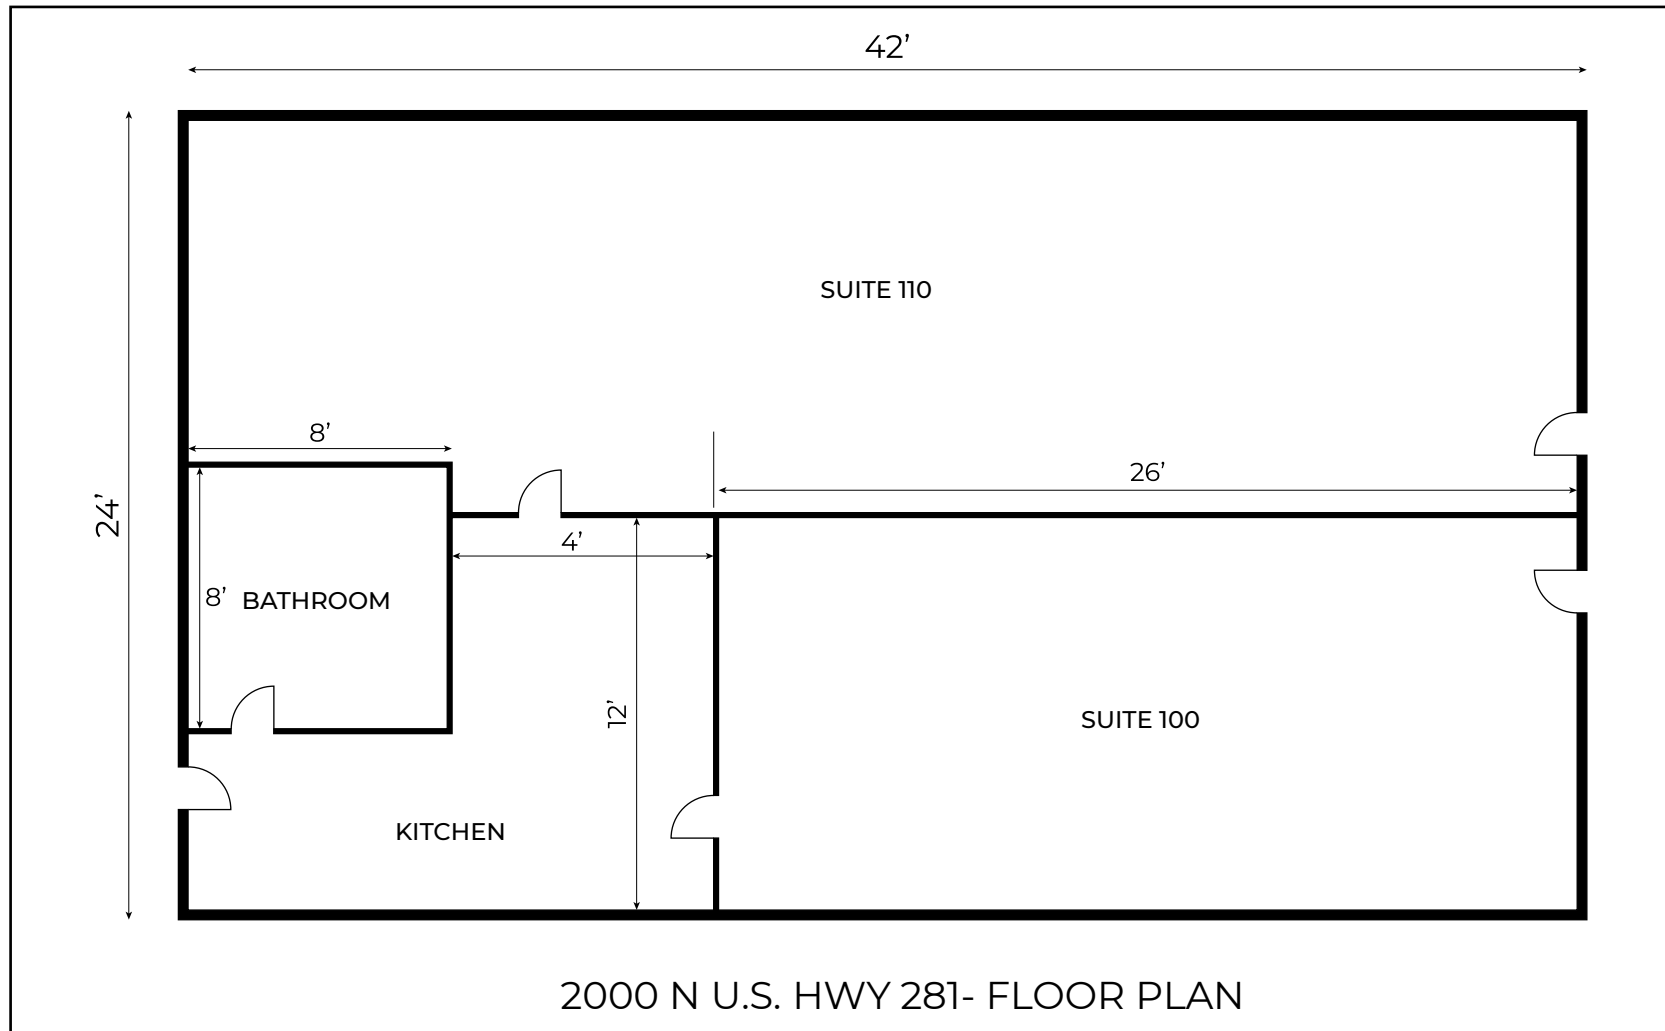 42’
24’
SUITE 110
8’
26’
4’
8’
BATHROOM
12’
SUITE 100
KITCHEN
2000 N U.S. HWY 281- FLOOR PLAN